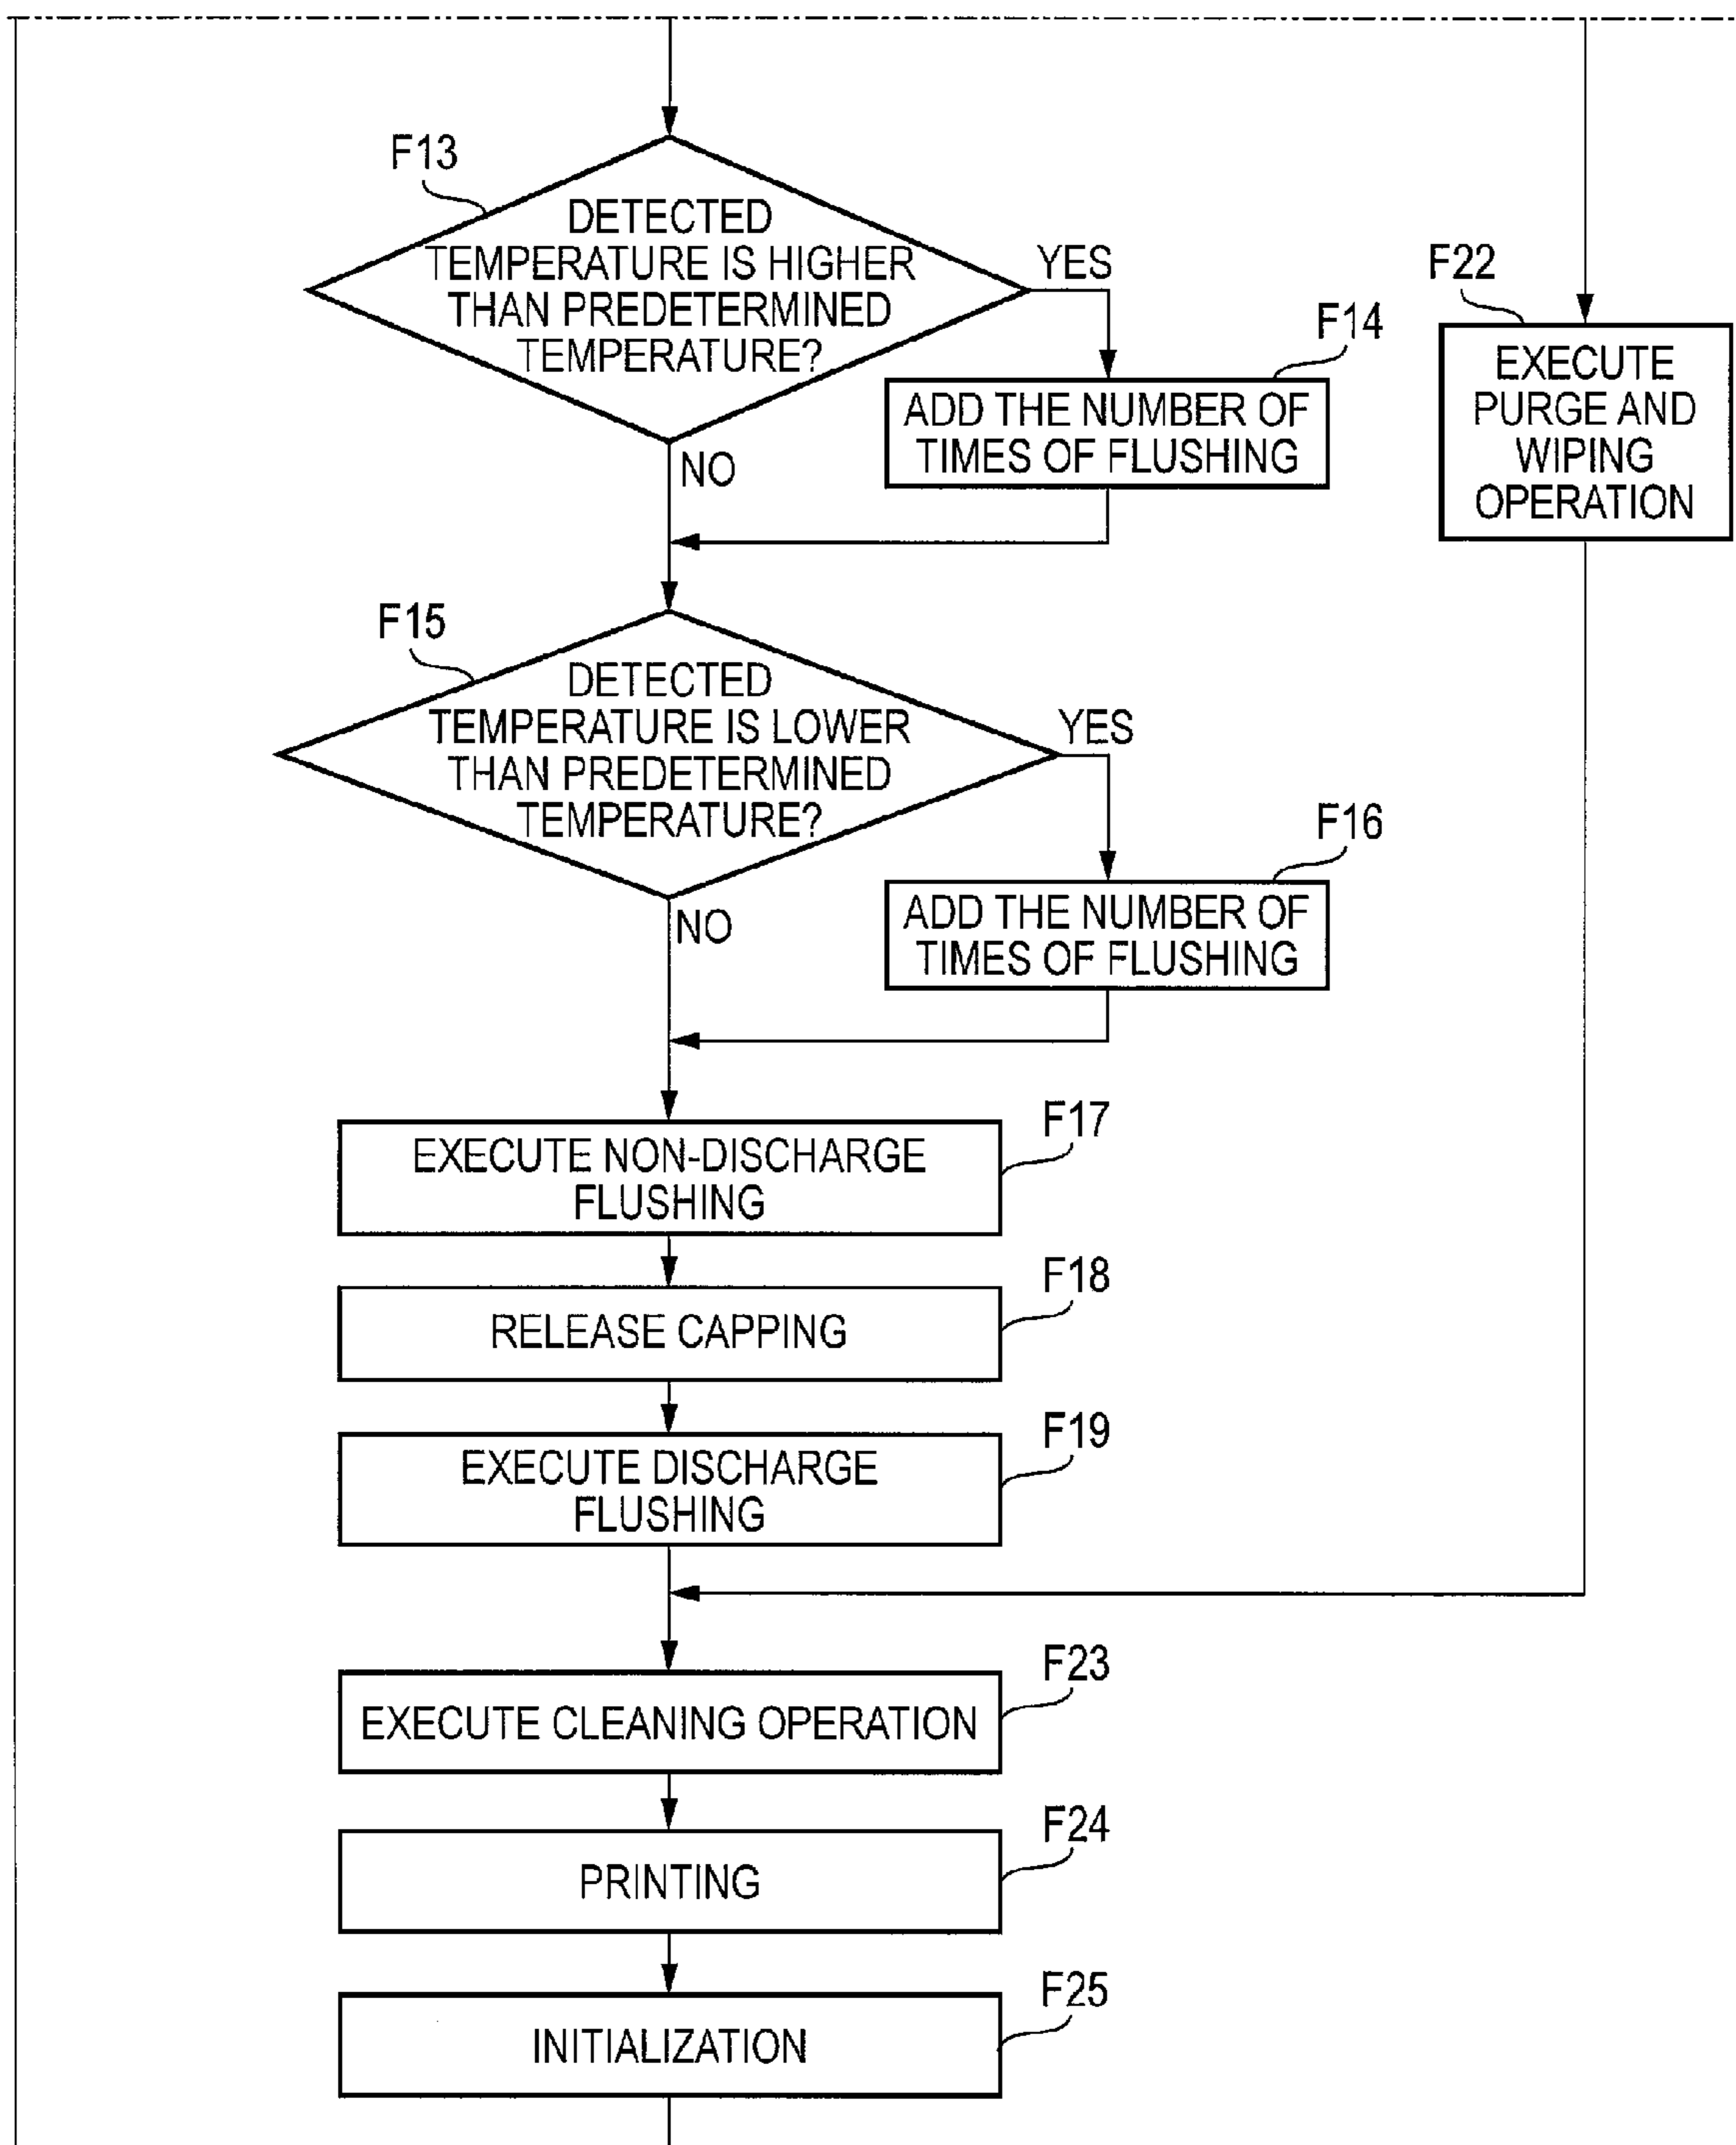 F13
DETECTED
TEMPERATURE IS HIGHER
THAN PREDETERMINED
TEMPERATURE?
YES
NO
F14
ADD THE NUMBER OF
TIMES OF FLUSHING
F22
EXECUTE
PURGE AND
WIPING
OPERATION
F15
DETECTED
TEMPERATURE IS LOWER
THAN PREDETERMINED
TEMPERATURE?
YES
NO
F16
ADD THE NUMBER OF
TIMES OF FLUSHING
F17
EXECUTE NON-DISCHARGE
FLUSHING
F18
RELEASE CAPPING
F19
EXECUTE DISCHARGE
FLUSHING
F23
EXECUTE CLEANING OPERATION
F24
PRINTING
F25
INITIALIZATION